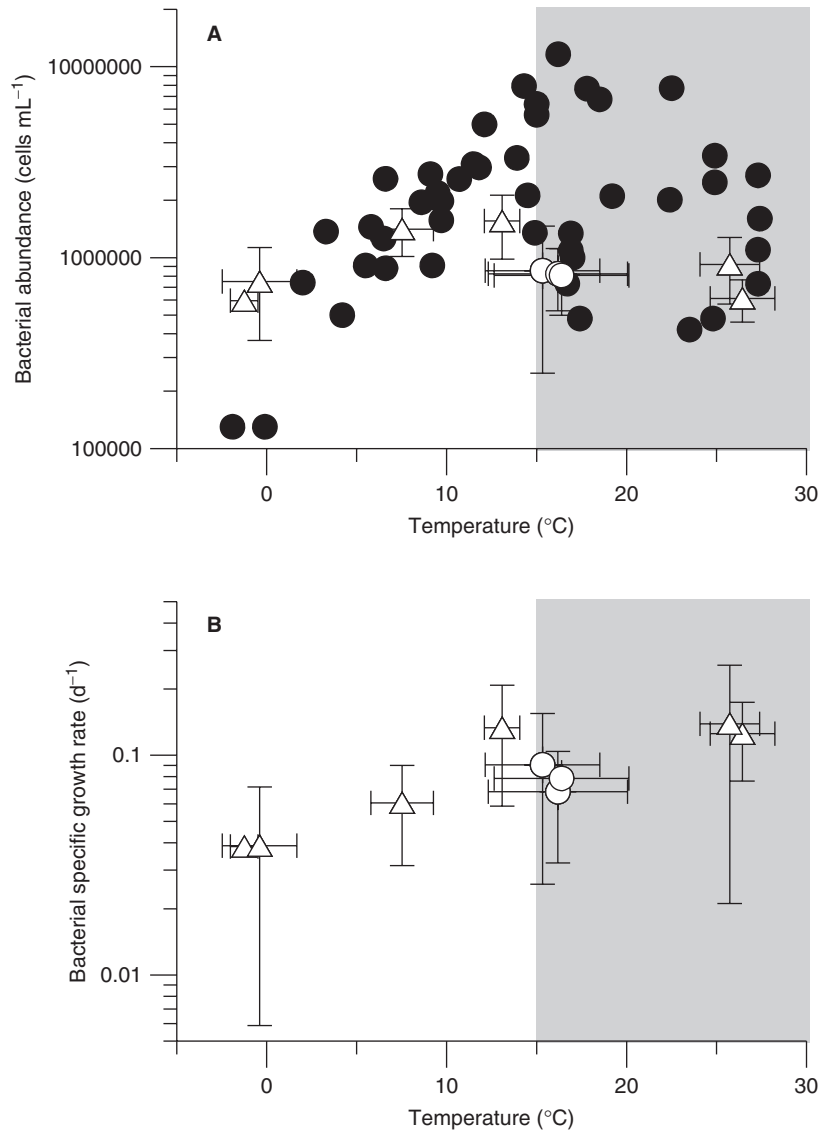 A
10000000
1000000
100000
Bacterial abundance (cells mL⁻¹)
0 10 20 30
Temperature (°C)
B
0.1
0.01
Bacterial specific growth rate (d⁻¹)
0 10 20 30
Temperature (°C)